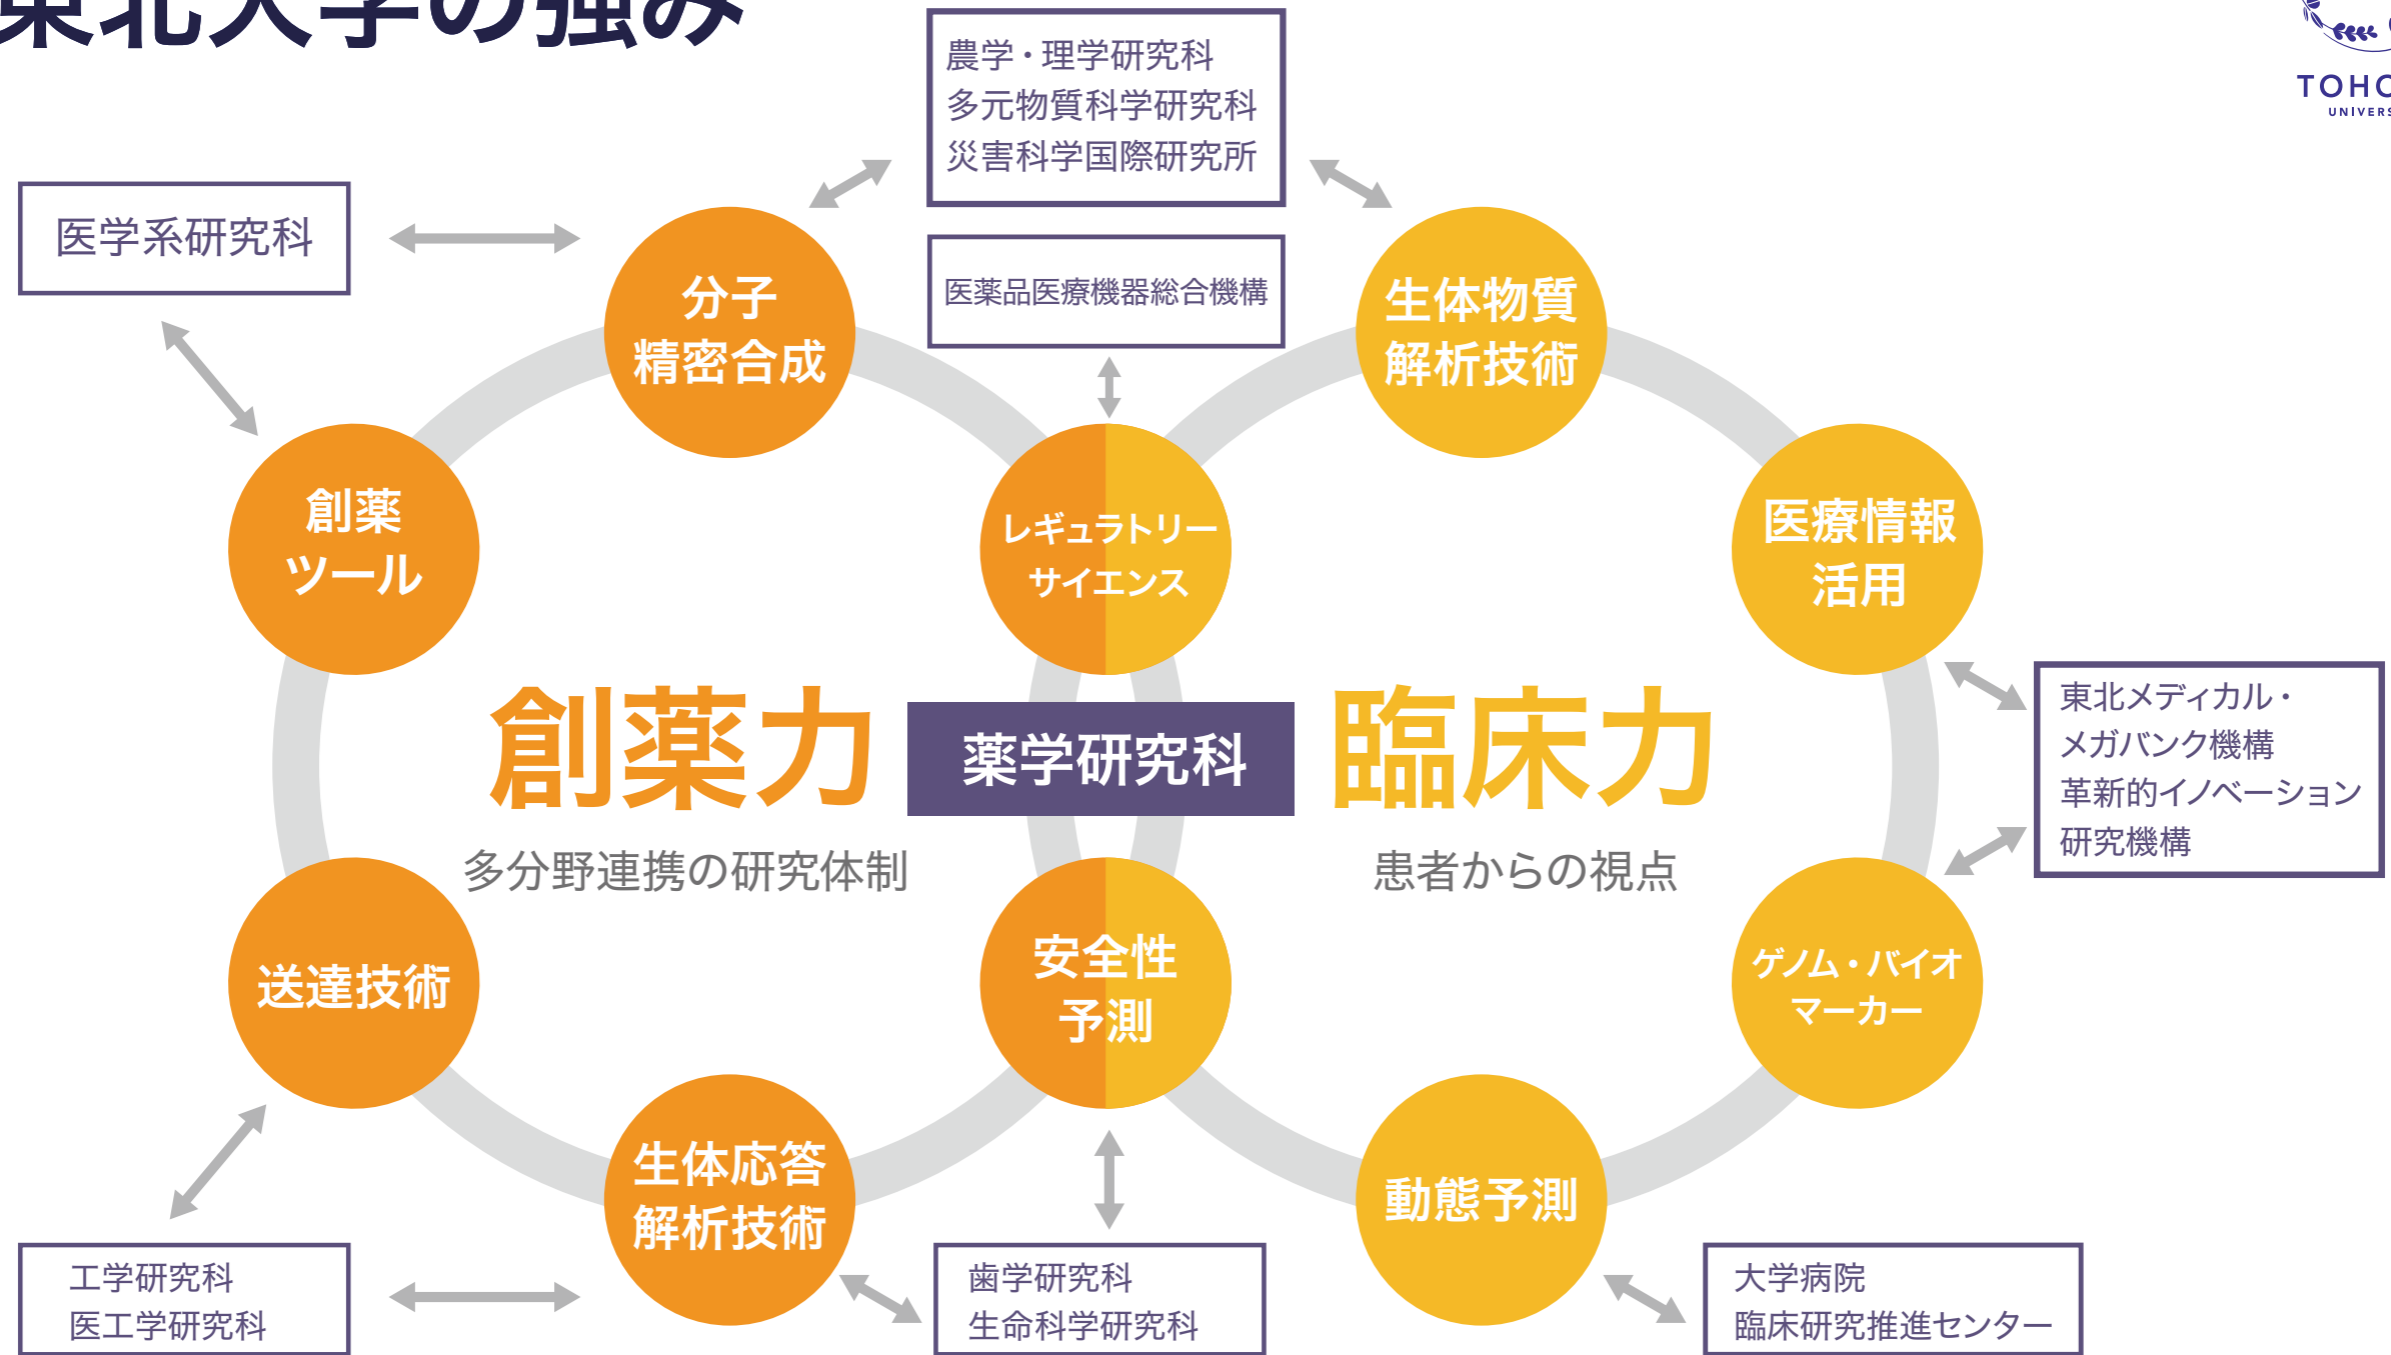 東北大学の強み
農学・理学研究科
多元物質科学研究科
災害科学国際研究所
医学系研究科
医薬品医療機器総合機構
分子
精密合成
生体物質
解析技術
創薬
ツール
レギュラトリー
サイエンス
医療情報
活用
創薬力
薬学研究科
臨床力
多分野連携の研究体制
患者からの視点
東北メディカル・
メガバンク機構
革新的イノベーション
研究機構
送達技術
安全性
予測
ゲノム・バイオ
マーカー
生体応答
解析技術
動態予測
工学研究科
医工学研究科
歯学研究科
生命科学研究科
大学病院
臨床研究推進センター